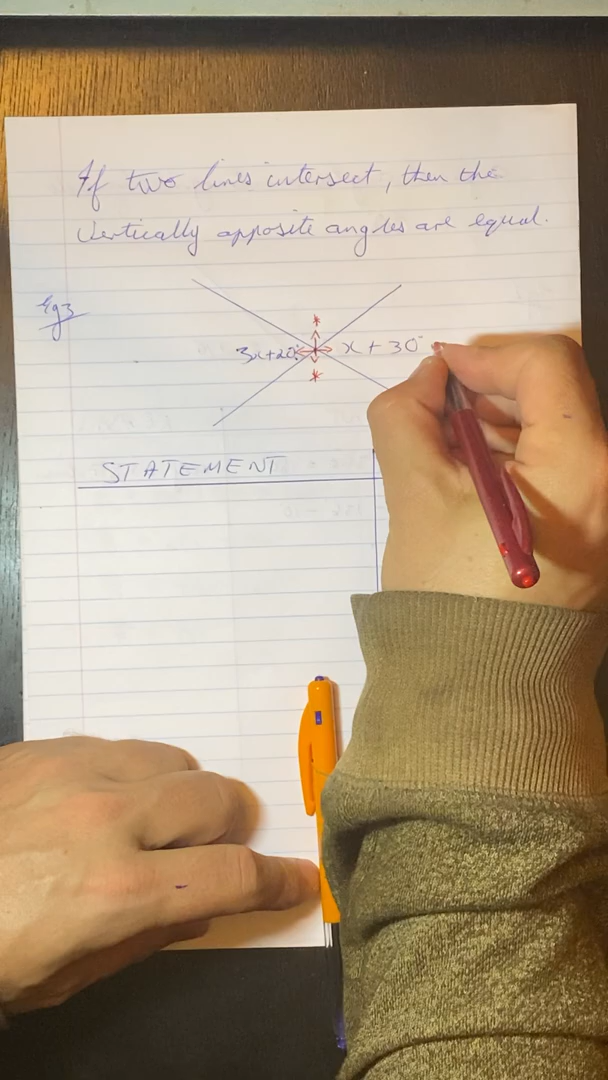 If two lines intersect, then the
vertically opposite angles are equal.
Eg3
*
3x+20° x + 30°
*
STATEMENT